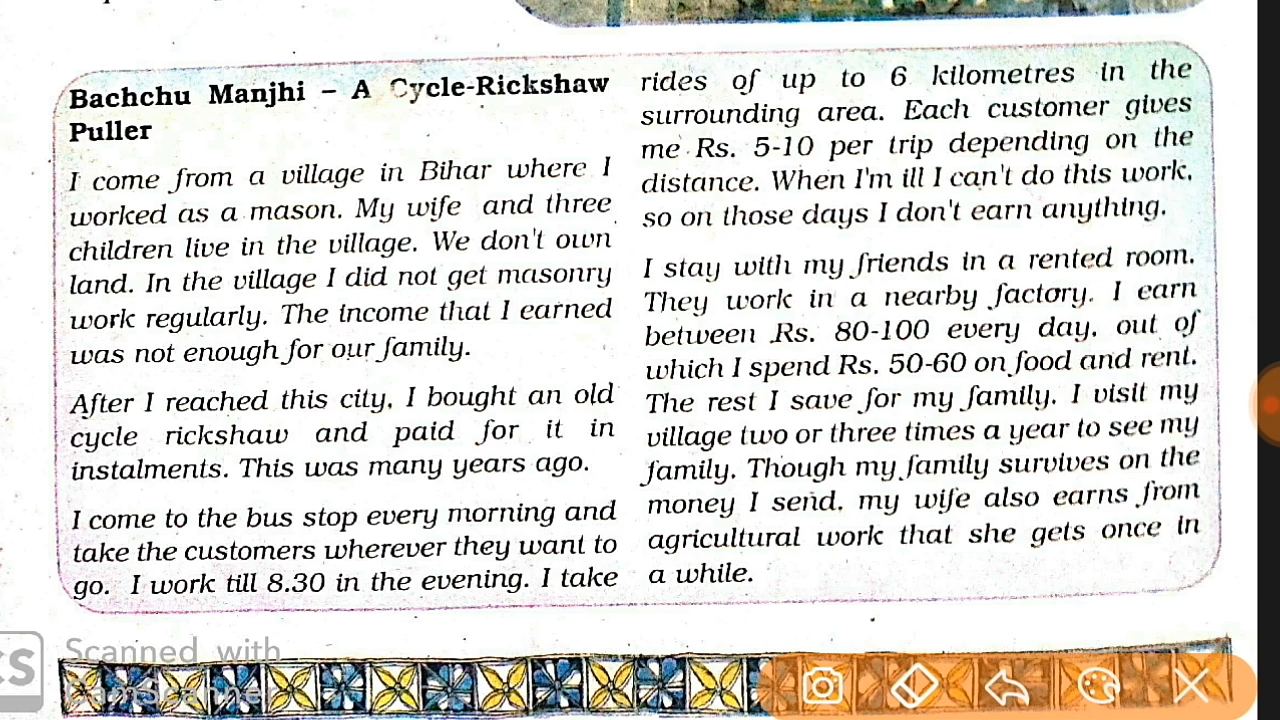 Bachchu Manjhi – A Cycle-Rickshaw
Puller
I come from a village in Bihar where I
worked as a mason. My wife and three
children live in the village. We don't own
land. In the village I did not get masonry
work regularly. The income that I earned
was not enough for our family.
After I reached this city, I bought an old
cycle rickshaw and paid for it in
instalments. This was many years ago.
I come to the bus stop every morning and
take the customers wherever they want to
go. I work till 8.30 in the evening. I take
rides of up to 6 kilometres in the
surrounding area. Each customer gives
me Rs. 5-10 per trip depending on the
distance. When I'm ill I can't do this work,
so on those days I don't earn anything.
I stay with my friends in a rented room.
They work in a nearby factory. I earn
between Rs. 80-100 every day, out of
which I spend Rs. 50-60 on food and rent.
The rest I save for my family. I visit my
village two or three times a year to see my
family. Though my family survives on the
money I send, my wife also earns from
agricultural work that she gets once in
a while.
CS
Scanned with
CamScanner